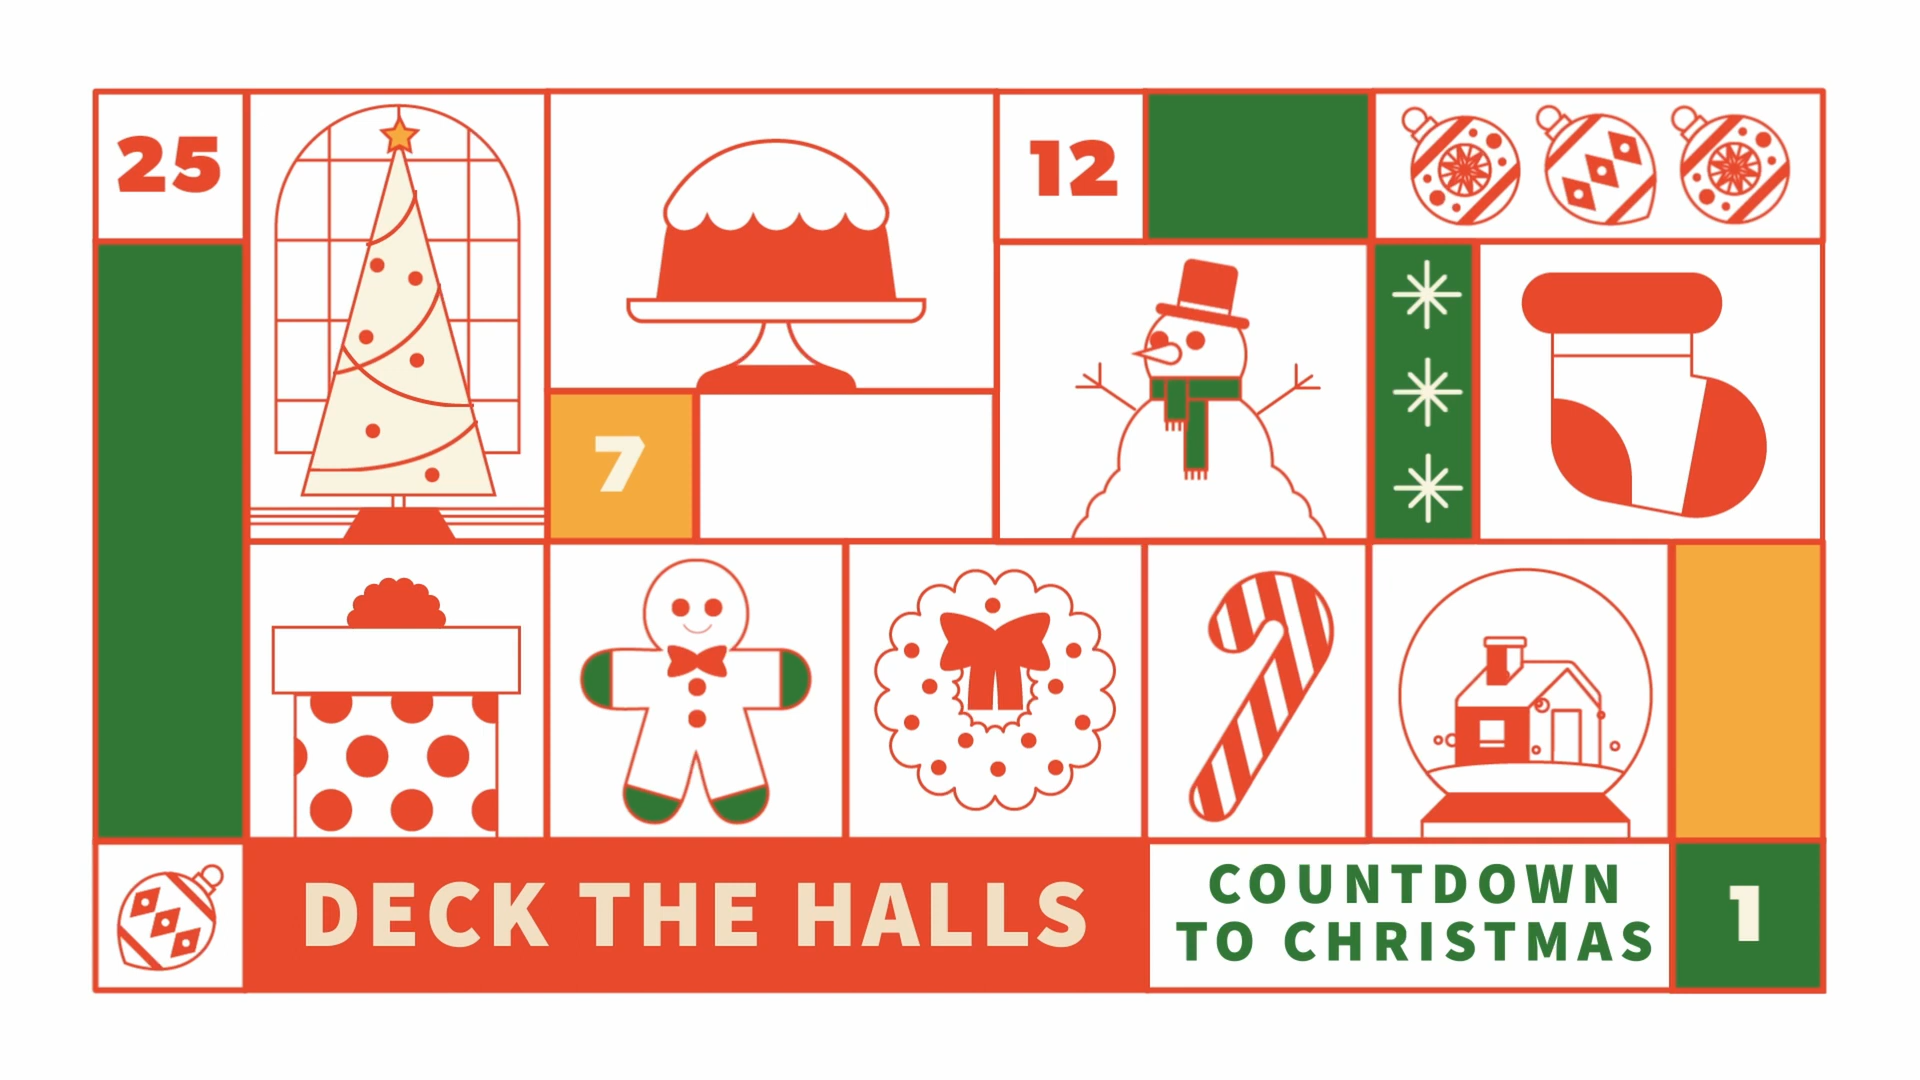 25
12
7
DECK THE HALLS
COUNTDOWN
TO CHRISTMAS
1